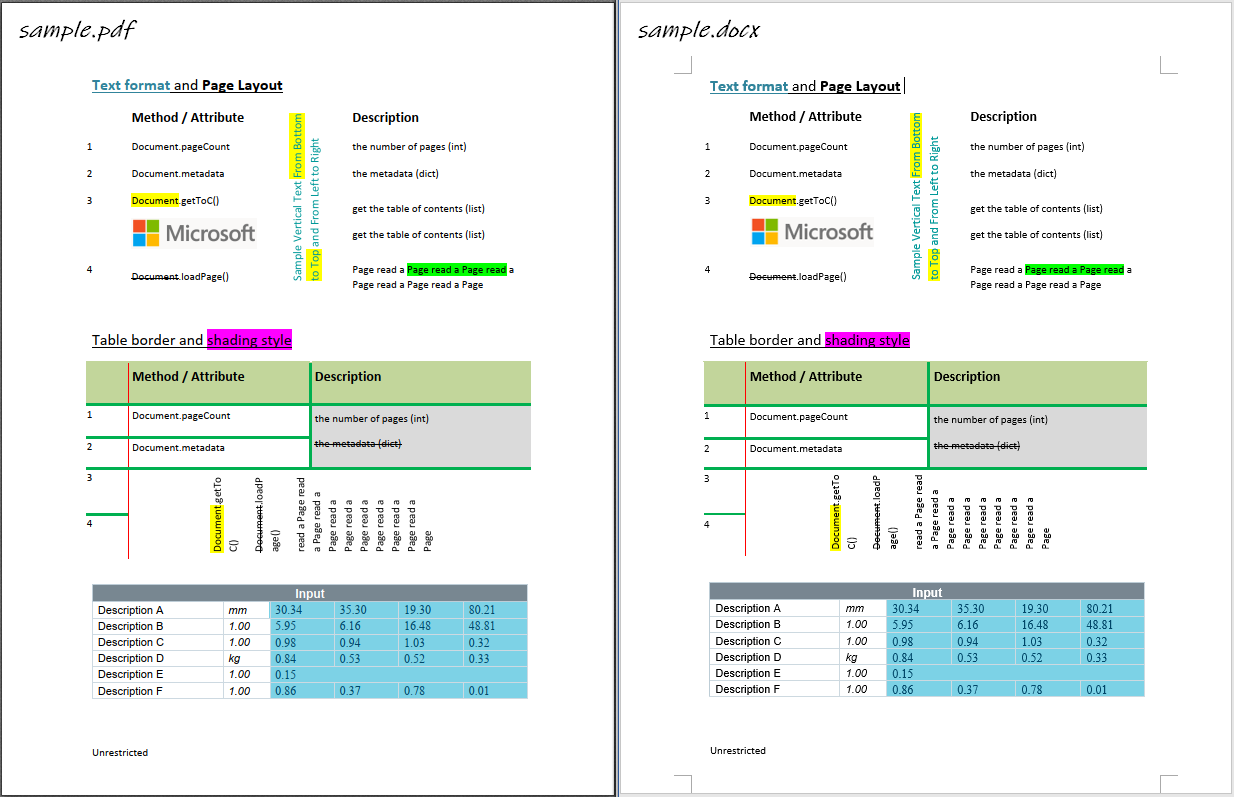 sample.pdf
Text format and Page Layout
Method / Attribute
Description
1 Document.pageCount the number of pages (int)
2 Document.metadata the metadata (dict)
3 Document.getToC() get the table of contents (list)
Microsoft get the table of contents (list)
4 Document.loadPage() Page read a Page read a Page read a
Page read a Page read a Page
Sample Vertical Text From Bottom
to Top and From Left to Right
Table border and shading style
Method / Attribute Description
1 Document.pageCount the number of pages (int)
2 Document.metadata the metadata (dict)
3
4
Document.getTo
C()
Document.loadP
age()
read a Page read
a Page read a
Page read a
Page read a
Page read a
Page read a
Page read a
Page read a
Page
Input
Description A mm 30.34 35.30 19.30 80.21
Description B 1.00 5.95 6.16 16.48 48.81
Description C 1.00 0.98 0.94 1.03 0.32
Description D kg 0.84 0.53 0.52 0.33
Description E 1.00 0.15
Description F 1.00 0.86 0.37 0.78 0.01
Unrestricted
sample.docx
Text format and Page Layout
Method / Attribute
Description
1 Document.pageCount the number of pages (int)
2 Document.metadata the metadata (dict)
3 Document.getToC() get the table of contents (list)
Microsoft get the table of contents (list)
4 Document.loadPage() Page read a Page read a Page read a
Page read a Page read a Page
Sample Vertical Text From Bottom
to Top and From Left to Right
Table border and shading style
Method / Attribute Description
1 Document.pageCount the number of pages (int)
2 Document.metadata the metadata (dict)
3
4
Document.getTo
C()
Document.loadP
age()
read a Page read
a Page read a
Page read a
Page read a
Page read a
Page read a
Page read a
Page read a
Page
Input
Description A mm 30.34 35.30 19.30 80.21
Description B 1.00 5.95 6.16 16.48 48.81
Description C 1.00 0.98 0.94 1.03 0.32
Description D kg 0.84 0.53 0.52 0.33
Description E 1.00 0.15
Description F 1.00 0.86 0.37 0.78 0.01
Unrestricted